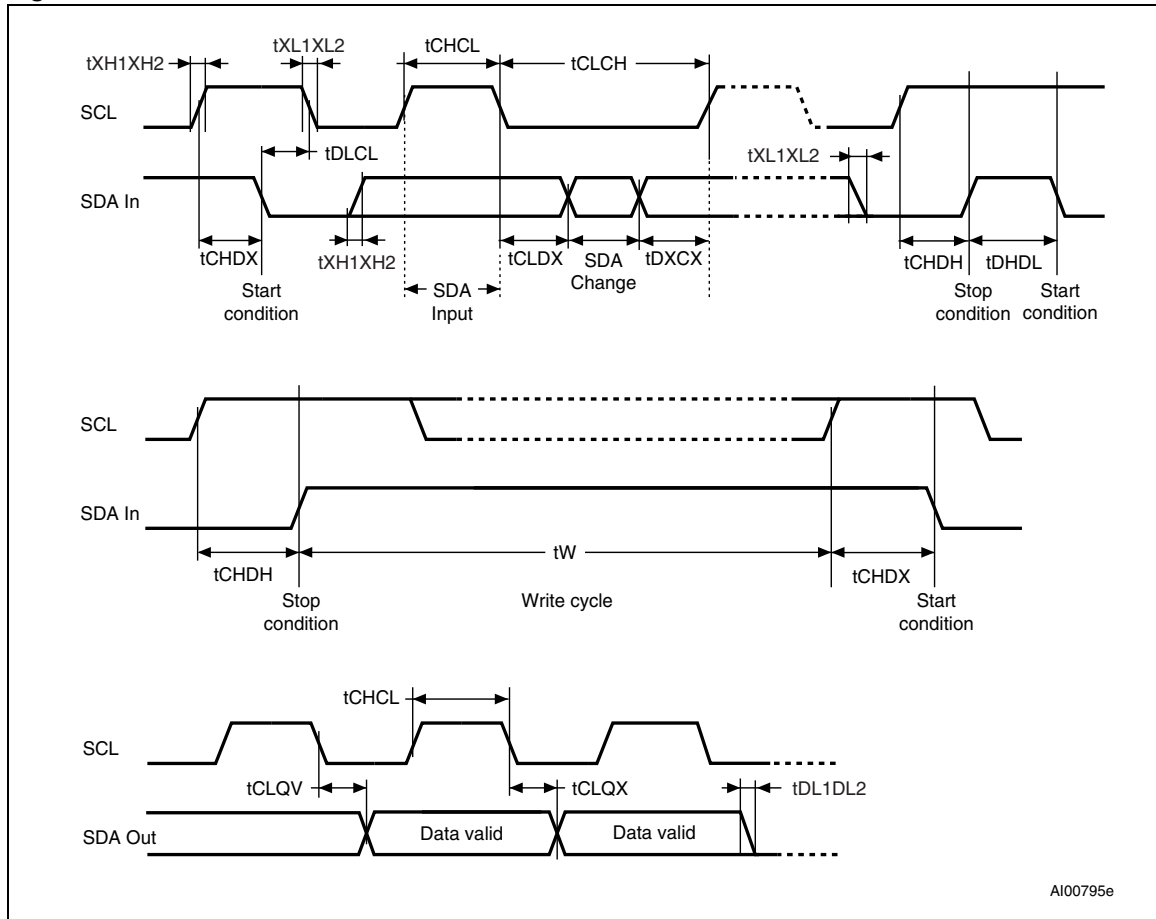 tXH1XH2
tXL1XL2
tCHCL
tCLCH
SCL
tDLCL
tXL1XL2
SDA In
tCHDX
tXH1XH2
tCLDX
SDA
Change
tDXCX
tCHDH
tDHDL
Start
condition
SDA
Input
Stop
condition
Start
condition
SCL
SDA In
tCHDH
tW
tCHDX
Stop
condition
Write cycle
Start
condition
tCHCL
SCL
tCLQV
tCLQX
tDL1DL2
SDA Out
Data valid
Data valid
AI00795e